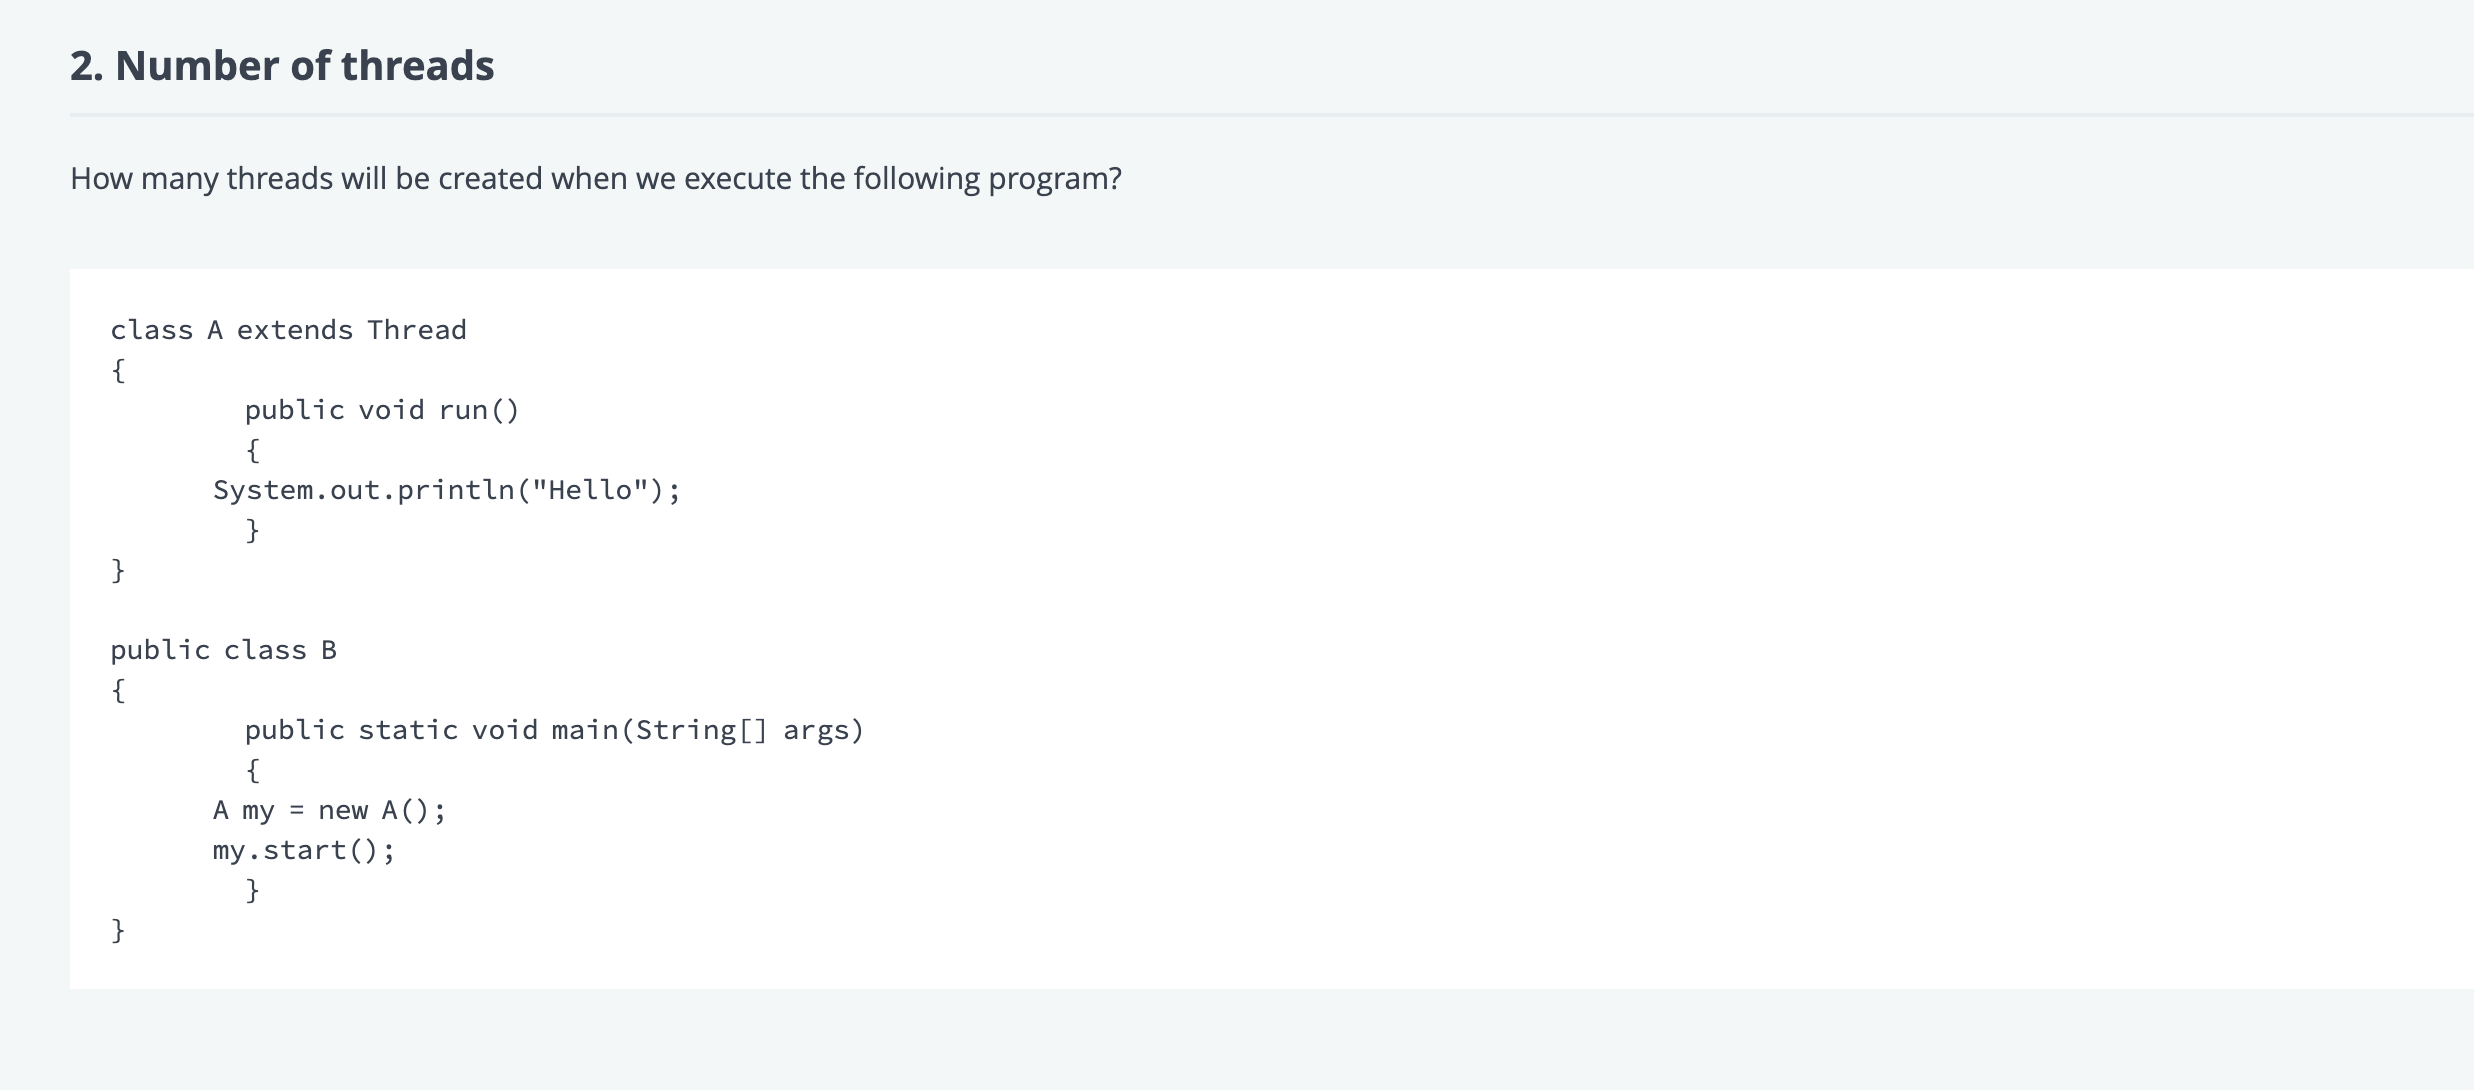 2. Number of threads
How many threads will be created when we execute the following program?
class A extends Thread
{
public void run()
{
System.out.println("Hello");
}
}
public class B
{
public static void main(String[] args)
{
A my = new A();
my.start();
}
}